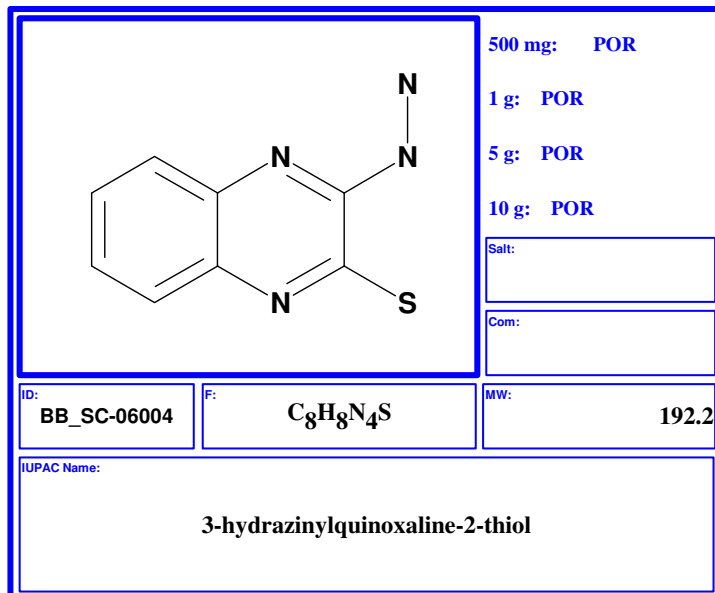 500 mg: POR
1 g: POR
5 g: POR
10 g: POR
N
N
N
N
S
Salt:
Com:
ID:
BB_SC-06004
F:
C8H8N4S
MW:
192.2
IUPAC Name:
3-hydrazinylquinoxaline-2-thiol